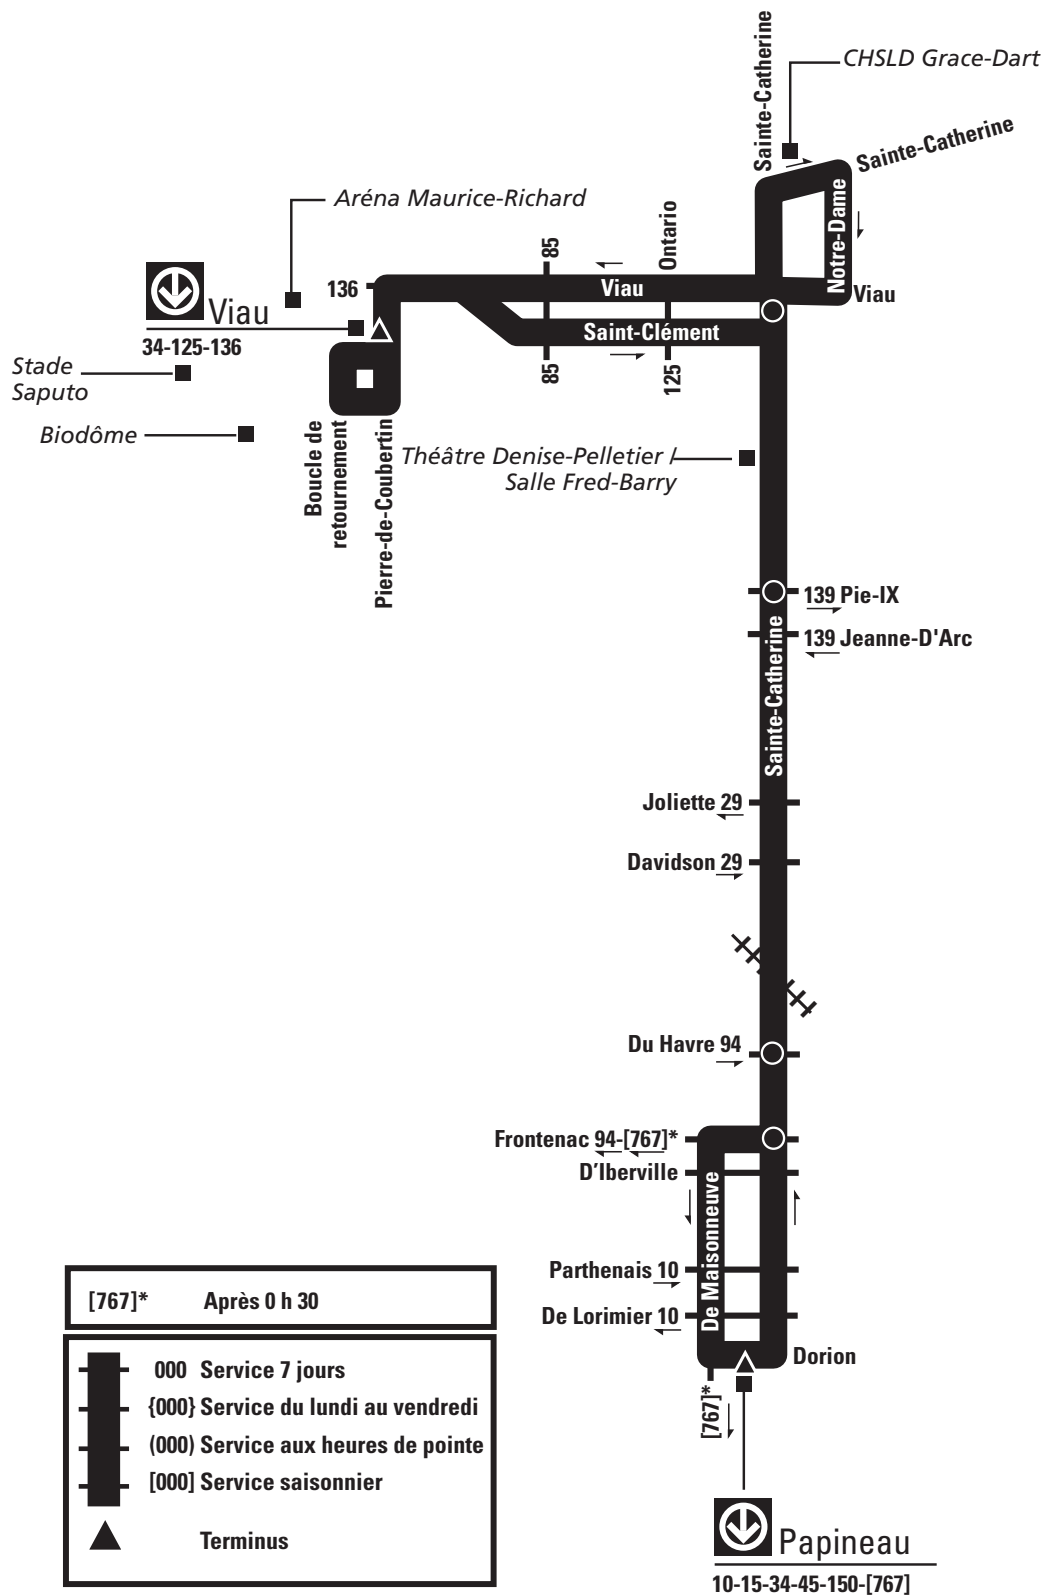 CHSLD Grace-Dart
Sainte-Catherine
Sainte-Catherine
Aréna Maurice-Richard
Notre-Dame
Ontario
85
136
Viau
Viau
Viau
34-125-136
Saint-Clément
85
125
Stade
Saputo
Biodôme
Boucle de
retournement
Pierre-de-Coubertin
Théâtre Denise-Pelletier /
Salle Fred-Barry
139 Pie-IX
139 Jeanne-D'Arc
Sainte-Catherine
Joliette 29
Davidson 29
Du Havre 94
Frontenac 94-[767]*
D'Iberville
De Maisonneuve
Parthenais 10
De Lorimier 10
Dorion
[767]*
[767]* Après 0 h 30
000 Service 7 jours
{000} Service du lundi au vendredi
(000) Service aux heures de pointe
[000] Service saisonnier
Terminus
Papineau
10-15-34-45-150-[767]